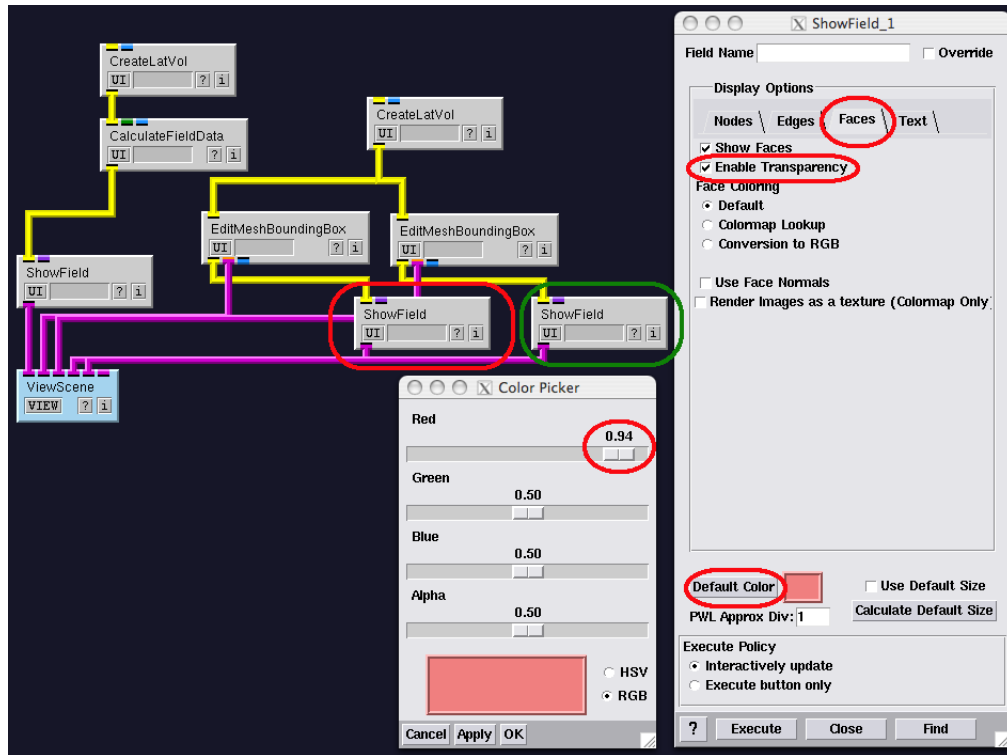 CreateLatVol
UI ? i
CalculateFieldData
UI ? i
CreateLatVol
UI ? i
EditMeshBoundingBox
UI ? i
EditMeshBoundingBox
UI ? i
ShowField
UI ? i
ShowField
UI ? i
ShowField
UI ? i
ViewScene
VIEW ? i
X Color Picker
Red
0.94
Green
0.50
Blue
0.50
Alpha
0.50
HSV
RGB
Cancel Apply OK
X ShowField_1
Field Name Override
Display Options
Nodes \ Edges \ Faces \ Text \
Show Faces
Enable Transparency
Face Coloring
Default
Colormap Lookup
Conversion to RGB
Use Face Normals
Render Images as a texture (Colormap Only)
Default Color Use Default Size
PWL Approx Div: 1 Calculate Default Size
Execute Policy
Interactively update
Execute button only
? Execute Close Find